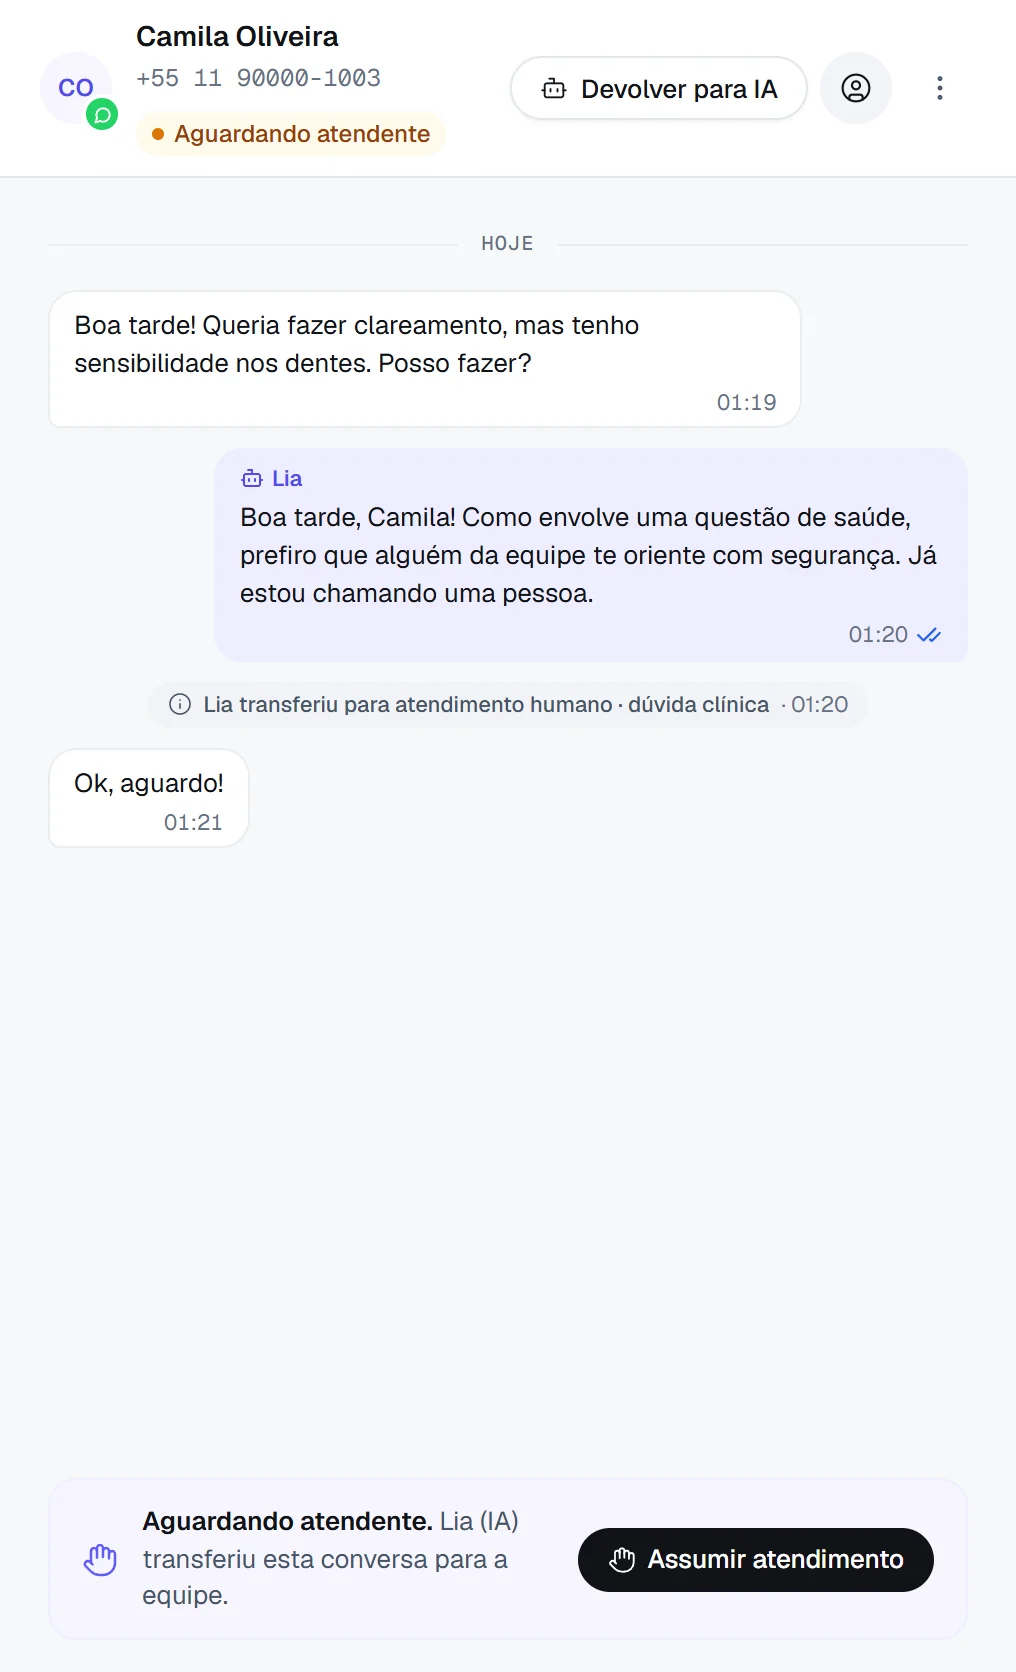 Camila Oliveira
+55 11 90000-1003
CO
Aguardando atendente
Devolver para IA
HOJE
Boa tarde! Queria fazer clareamento, mas tenho
sensibilidade nos dentes. Posso fazer?
01:19
Lia
Boa tarde, Camila! Como envolve uma questão de saúde,
prefiro que alguém da equipe te oriente com segurança. Já
estou chamando uma pessoa.
01:20
Lia transferiu para atendimento humano · dúvida clínica · 01:20
Ok, aguardo!
01:21
Aguardando atendente. Lia (IA)
transferiu esta conversa para a
equipe.
Assumir atendimento